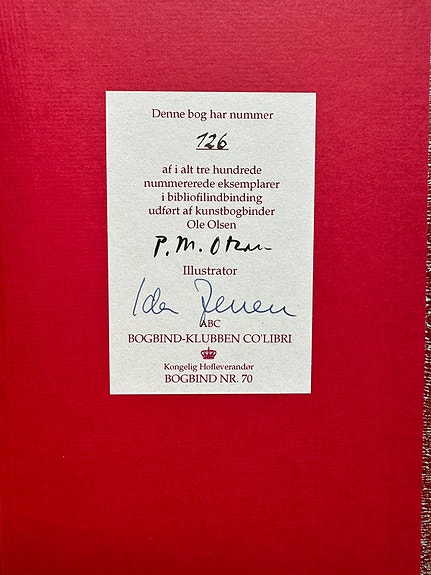 Denne bog har nummer
126
af i alt tre hundrede
nummererede eksemplarer
i bibliofilindbinding
udført af kunstbogbinder
Ole Olsen
P. M.
Illustrator
Ida
ABC
BOGBIND-KLUBBEN CO'LIBRI
Kongelig Hofleverandør
BOGBIND NR. 70